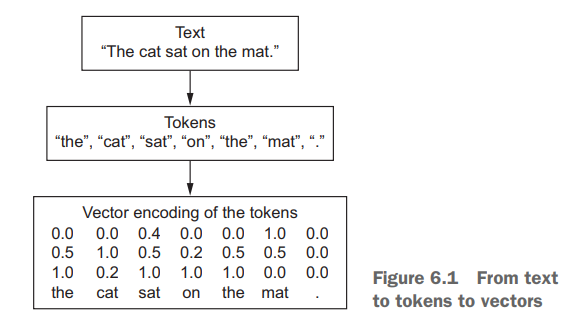 Text
“The cat sat on the mat.”
Tokens
“the”, “cat”, “sat”, “on”, “the”, “mat”, “.”
Vector encoding of the tokens
0.0 0.0 0.4 0.0 0.0 1.0 0.0
0.5 1.0 0.5 0.2 0.5 0.5 0.0
1.0 0.2 1.0 1.0 1.0 0.0 0.0
the cat sat on the mat .
Figure 6.1 From text
to tokens to vectors